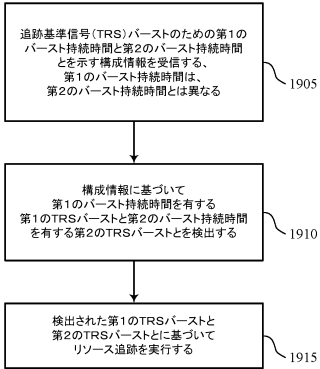 追跡基準信号（TRS）バーストのための第1の
バースト持続時間と第2のバースト持続時間
とを示す構成情報を受信する、
第1のバースト持続時間は、
第2のバースト持続時間とは異なる
1905
構成情報に基づいて
第1のバースト持続時間を有する
第1のTRSバーストと第2のバースト持続時間
を有する第2のTRSバーストとを検出する
1910
検出された第1のTRSバーストと
第2のTRSバーストとに基づいて
リソース追跡を実行する
1915